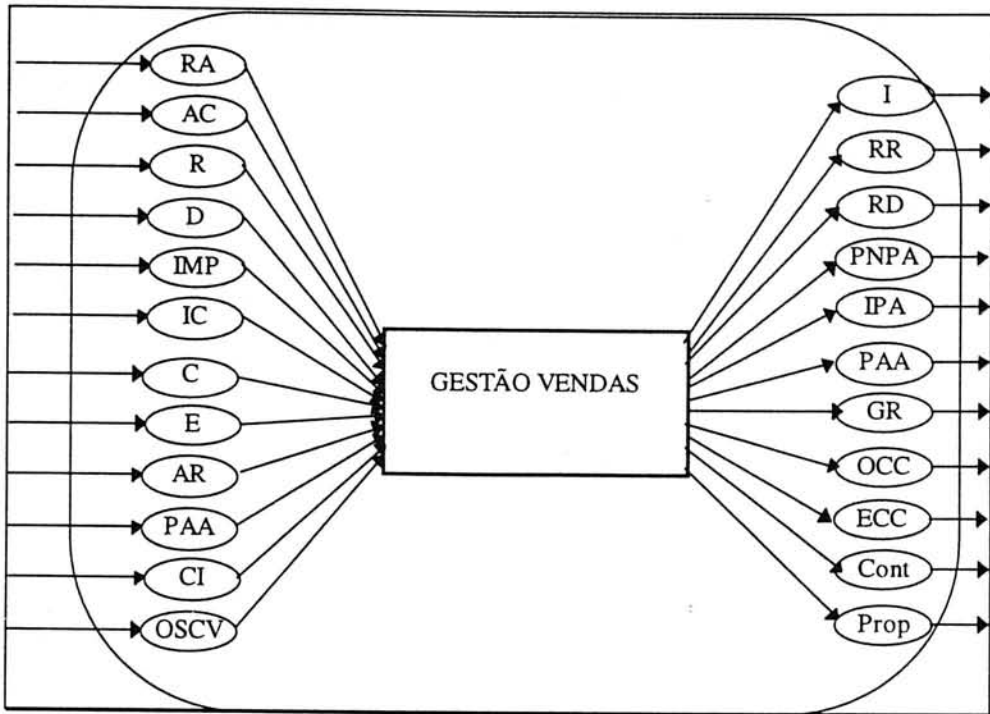 RA
AC
R
D
IMP
IC
C
E
AR
PAA
CI
OSCV
GESTÃO VENDAS
I
RR
RD
PNPA
IPA
PAA
GR
OCC
ECC
Cont
Prop